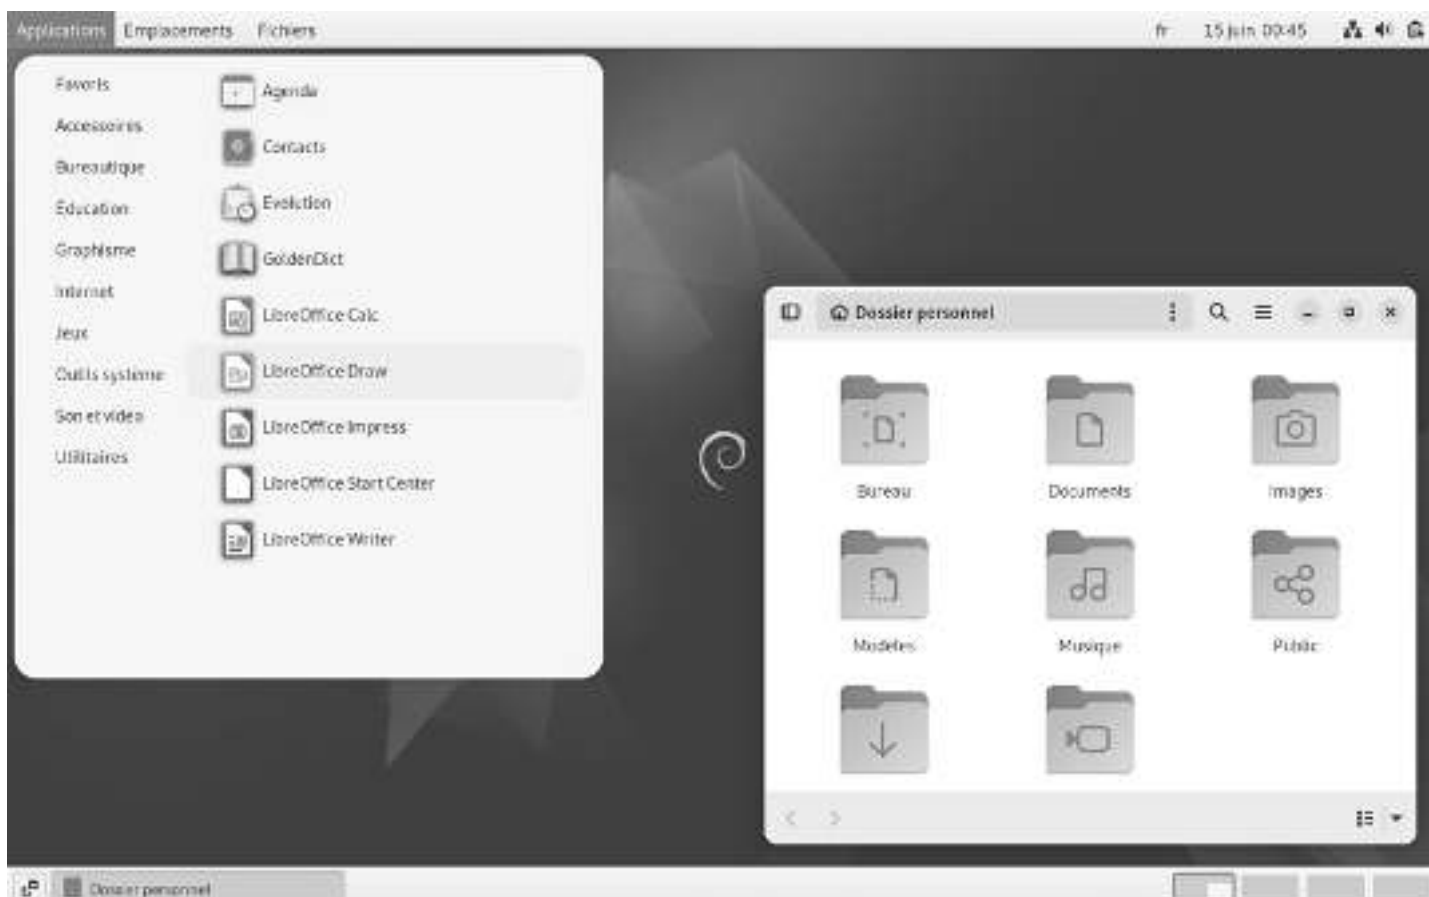 Applications Emplacements Fichiers
fr 15 juin 00:45
Favoris
Accessoires
Bureautique
Éducation
Graphisme
Internet
Jeux
Outils système
Son et vidéo
Utilitaires
Agenda
Contacts
Evolution
GoldenDict
LibreOffice Calc
LibreOffice Draw
LibreOffice Impress
LibreOffice Start Center
LibreOffice Writer
Dossier personnel
Bureau Documents Images
Modèles Musique Public
Dossier personnel